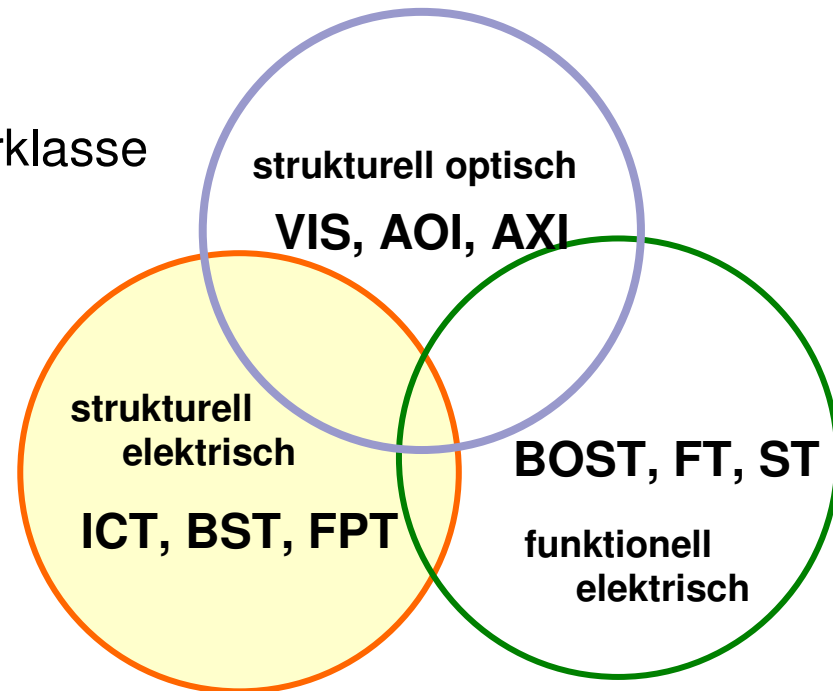 rklasse
strukturell optisch
VIS, AOI, AXI
strukturell
elektrisch
ICT, BST, FPT
BOST, FT, ST
funktionell
elektrisch